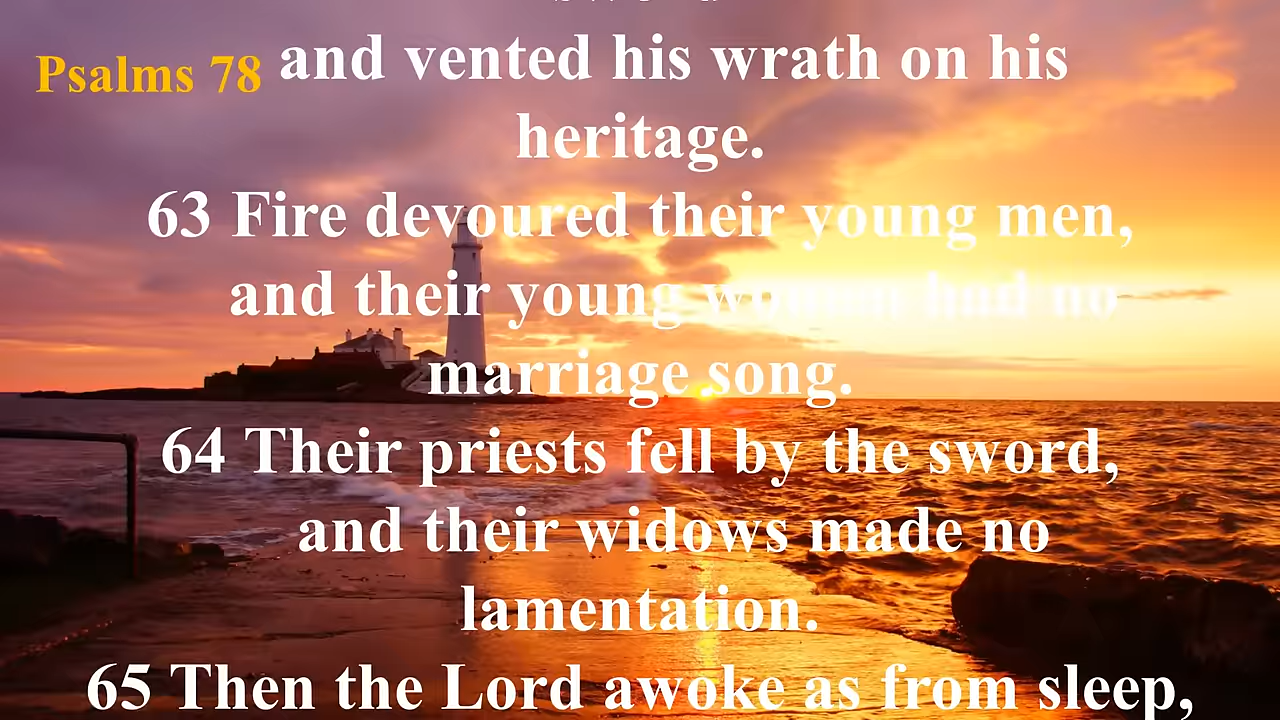 Psalms 78
and vented his wrath on his
heritage.
63 Fire devoured their young men,
and their young women had no
marriage song.
64 Their priests fell by the sword,
and their widows made no
lamentation.
65 Then the Lord awoke as from sleep,